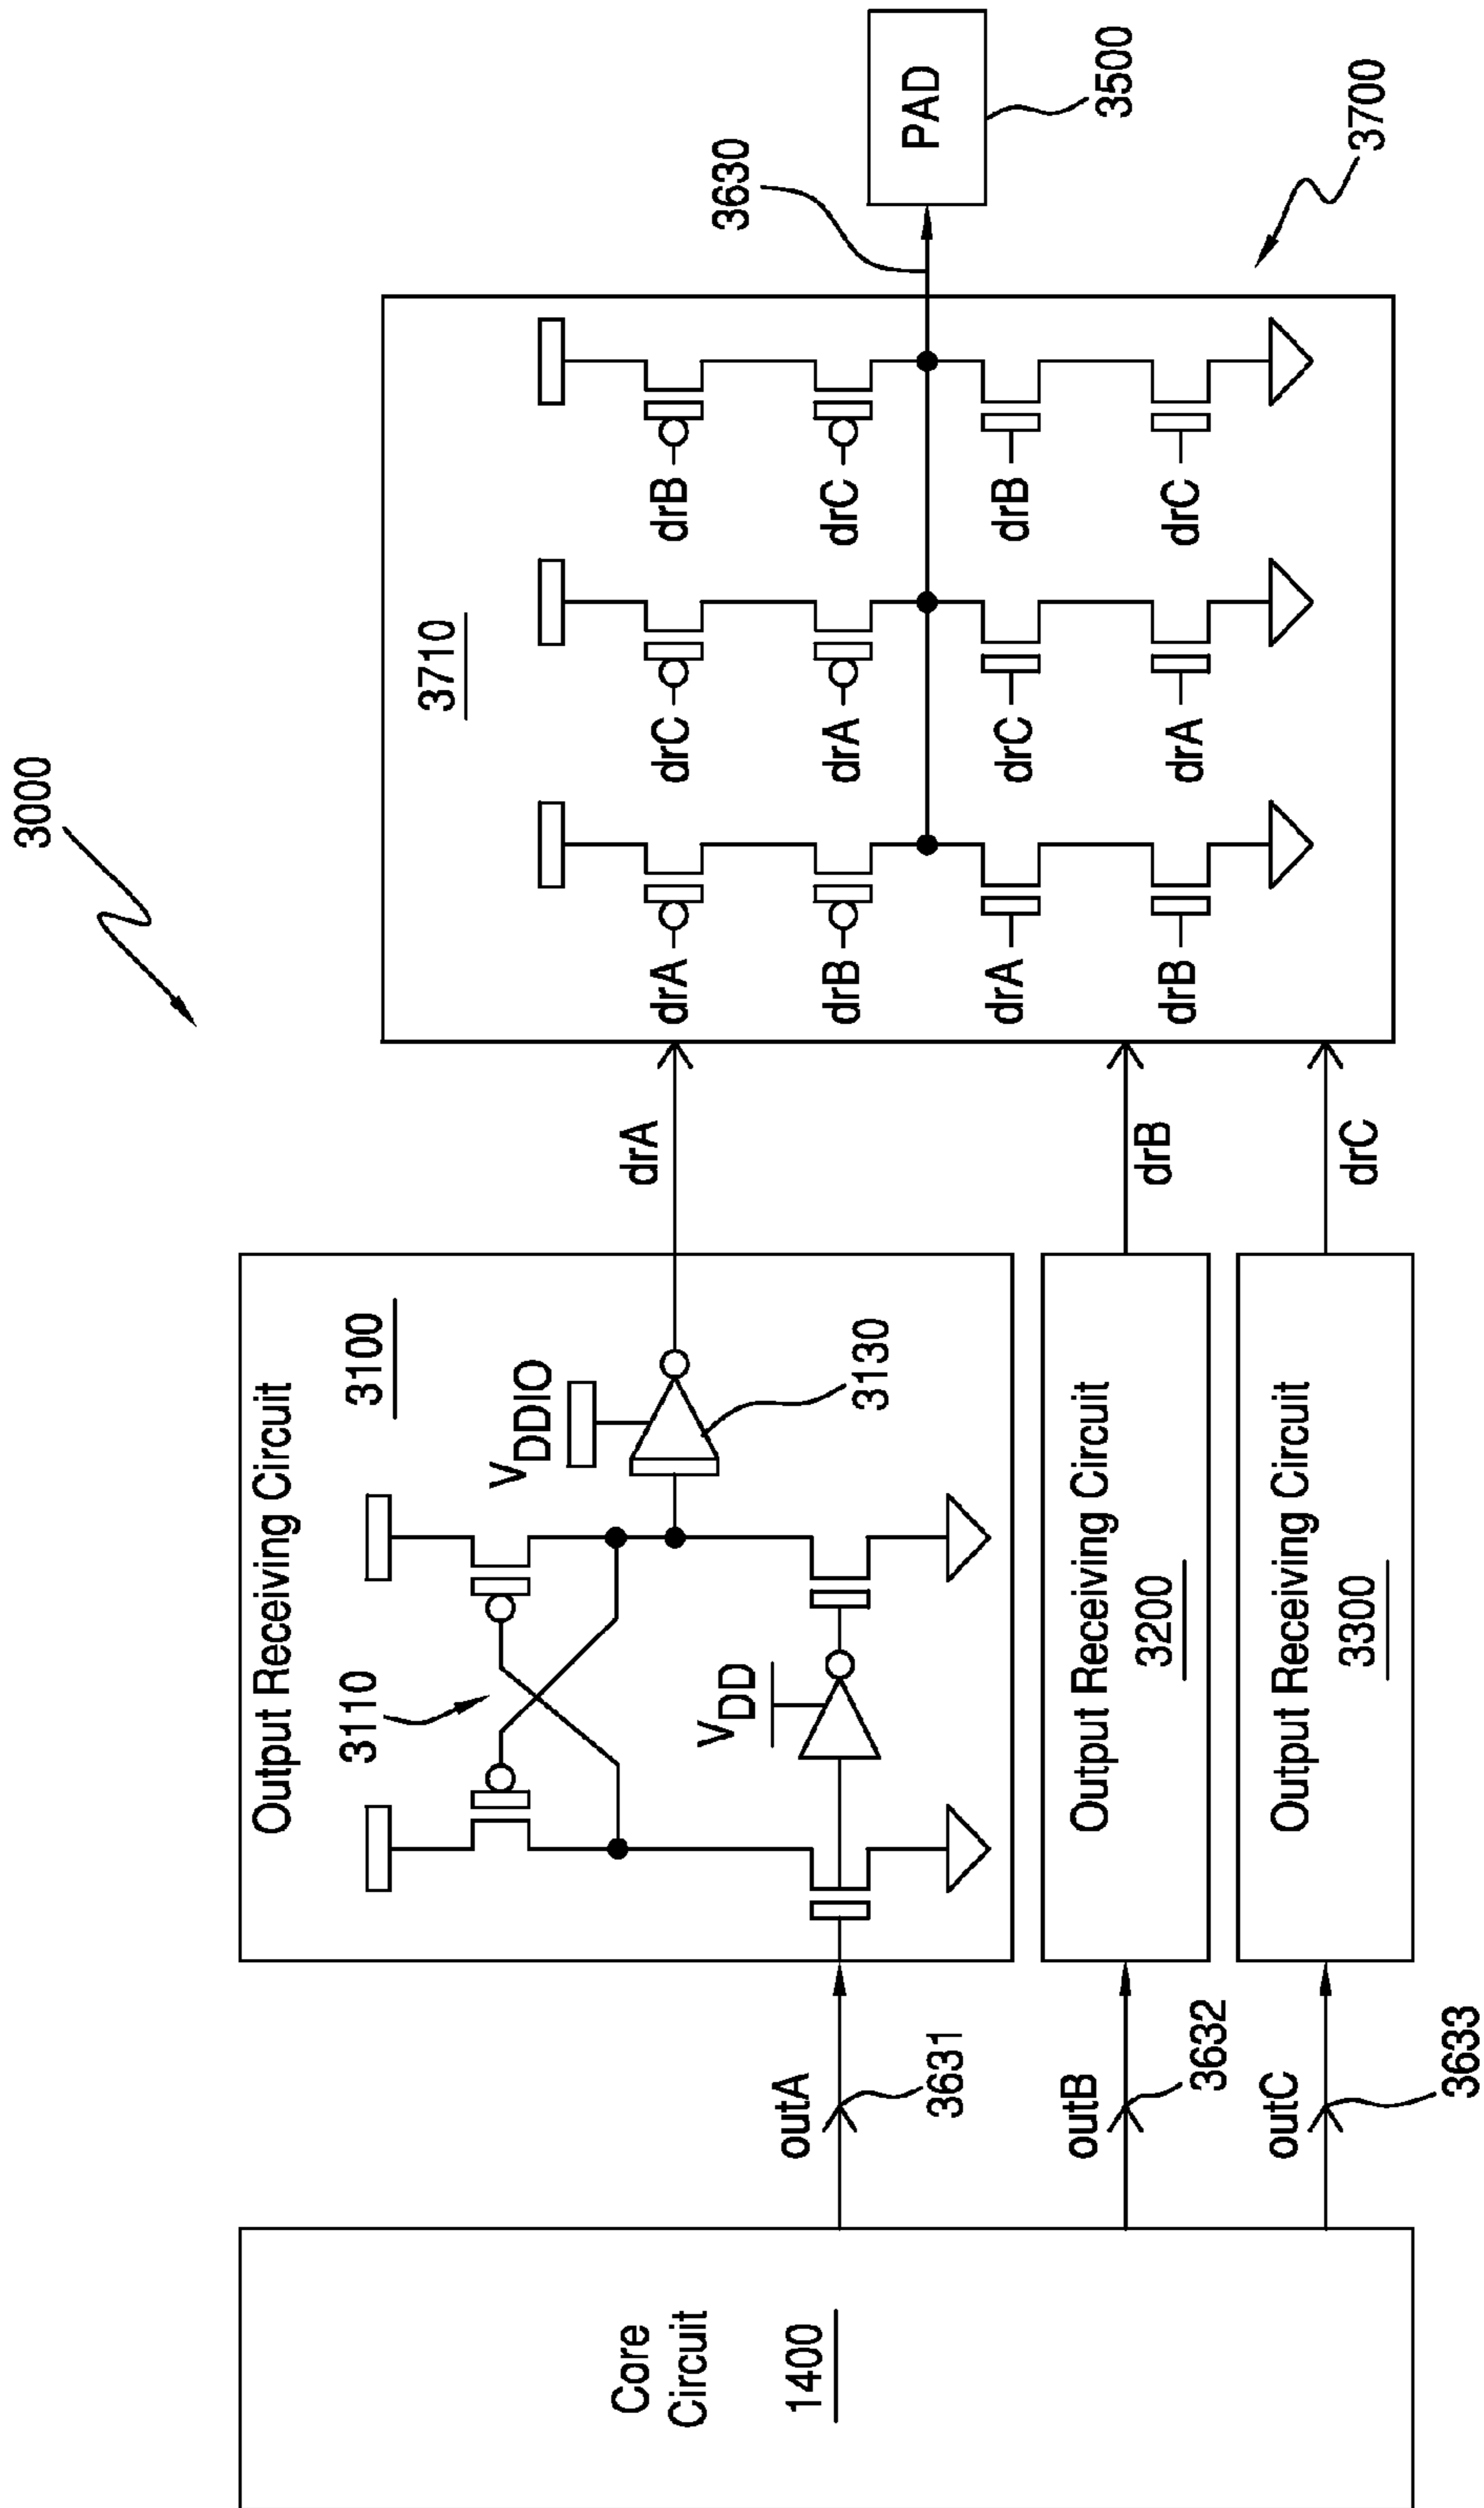 3000
Core
Circuit
1400
outA
3631
outB
3632
outC
3633
Output Receiving Circuit
3100
3110
VDDIO
VDD
3130
Output Receiving Circuit
3200
Output Receiving Circuit
3300
drA
drB
drC
3710
drA
drC
drB
drB
drA
drC
drA
drC
drB
drB
drA
drC
3630
PAD
3500
3700